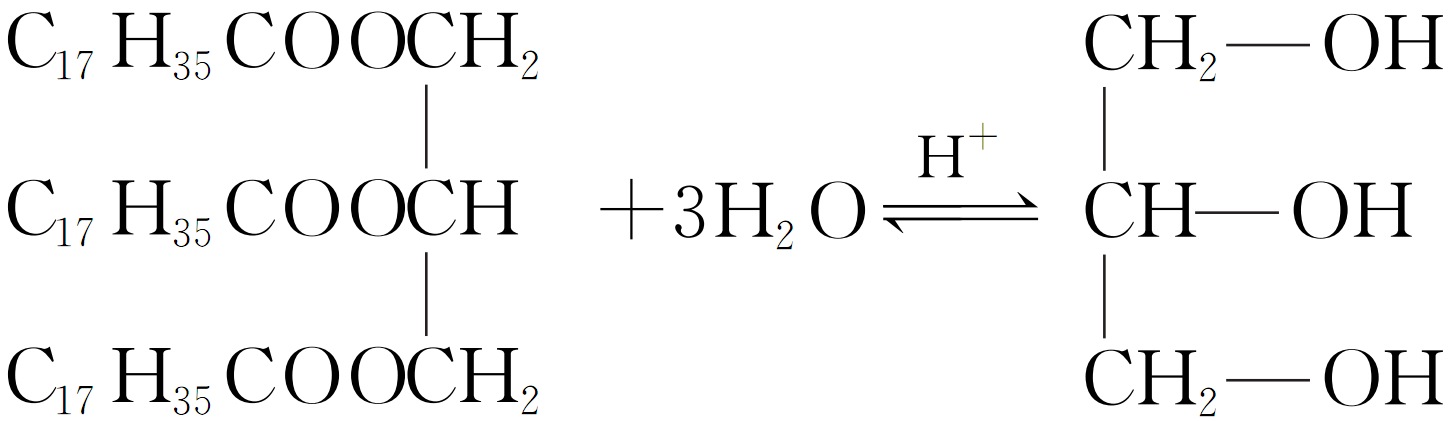 C₁₇H₃₅COOCH₂ CH₂—OH
H⁺
C₁₇H₃₅COOCH +3H₂O ⇌ CH—OH
C₁₇H₃₅COOCH₂ CH₂—OH